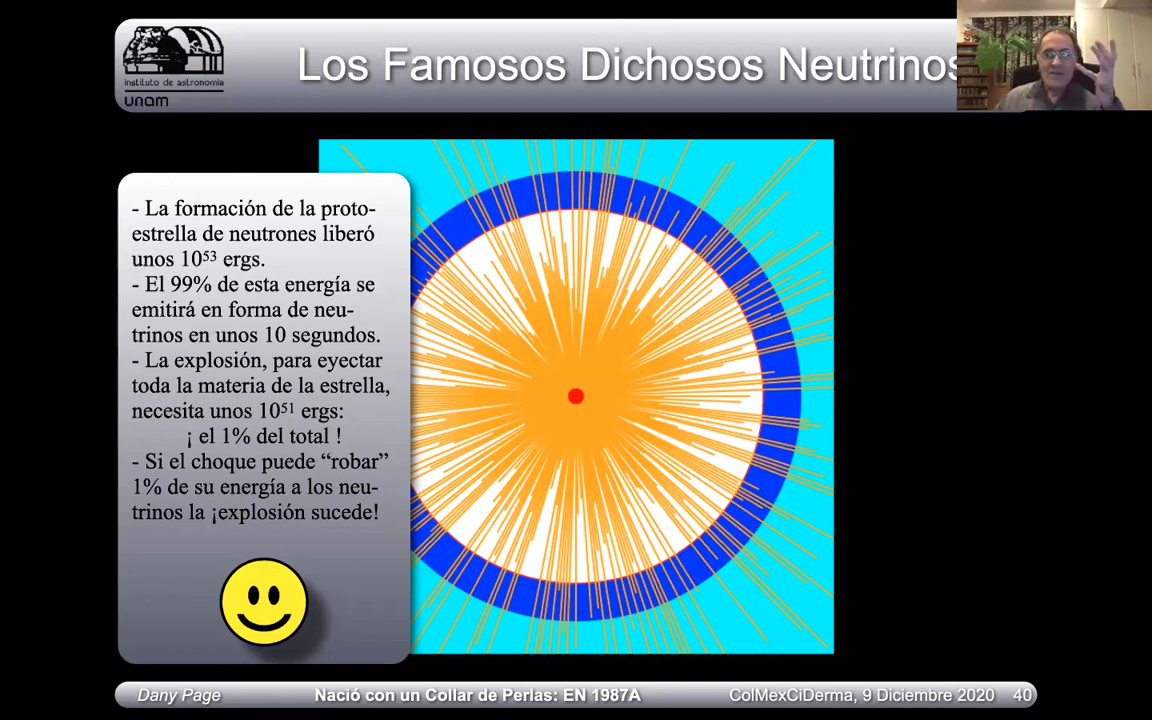 instituto de astronomía
unam
Los Famosos Dichosos Neutrinos
- La formación de la proto-
estrella de neutrones liberó
unos 10⁵³ ergs.
- El 99% de esta energía se
emitirá en forma de neu-
trinos en unos 10 segundos.
- La explosión, para eyectar
toda la materia de la estrella,
necesita unos 10⁵¹ ergs:
¡ el 1% del total !
- Si el choque puede “robar”
1% de su energía a los neu-
trinos la ¡explosión sucede!
Dany Page
Nació con un Collar de Perlas: EN 1987A
ColMexCiDerma, 9 Diciembre 2020
40